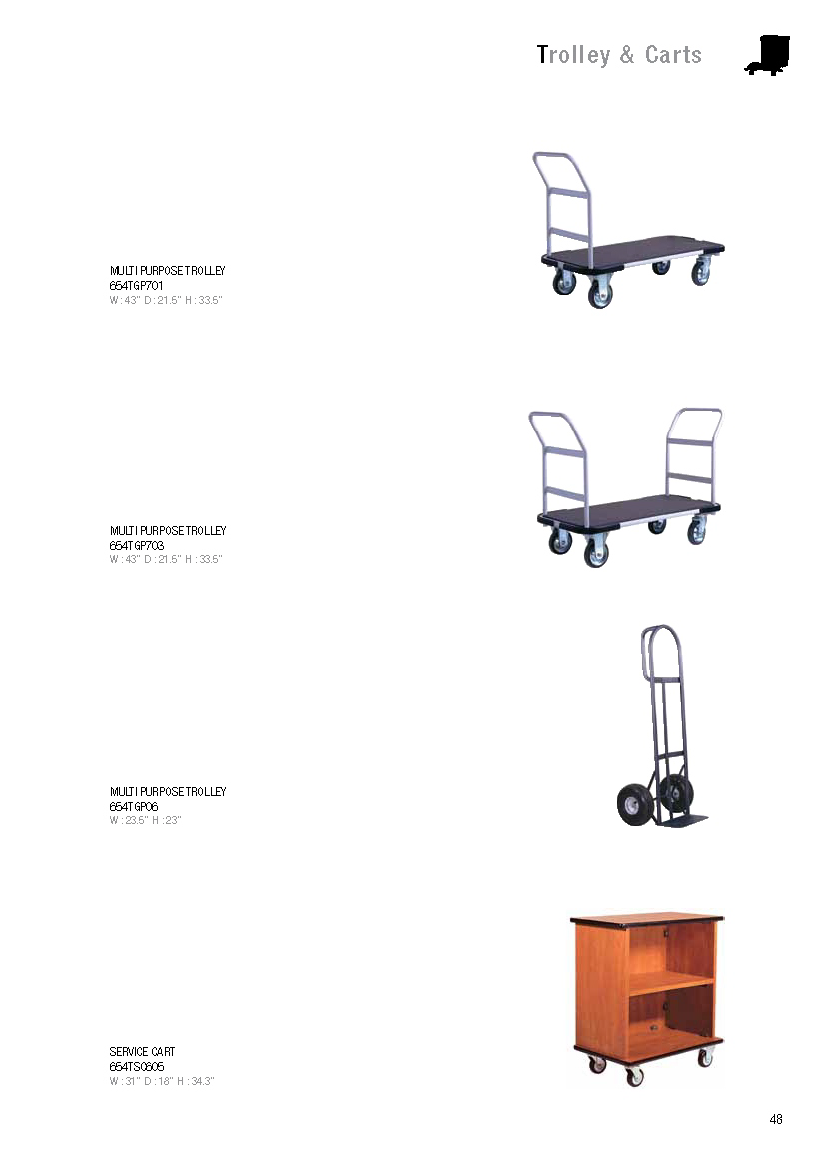 Trolley & Carts
MULTI PURPOSE TROLLEY
654TGP701
W : 43" D : 21.5" H : 33.5"
MULTI PURPOSE TROLLEY
654TGP703
W : 43" D : 21.5" H : 33.5"
MULTI PURPOSE TROLLEY
654TGP06
W : 23.5" H : 23"
SERVICE CART
654TS0605
W : 31" D : 18" H : 34.3"
48